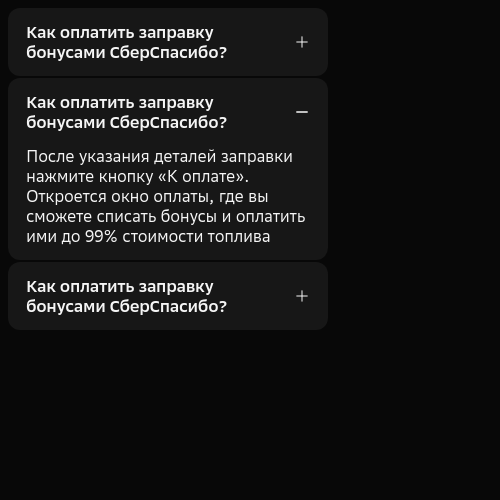 Как оплатить заправку
бонусами СберСпасибо?
Как оплатить заправку
бонусами СберСпасибо?
После указания деталей заправки
нажмите кнопку «К оплате».
Откроется окно оплаты, где вы
сможете списать бонусы и оплатить
ими до 99% стоимости топлива
Как оплатить заправку
бонусами СберСпасибо?